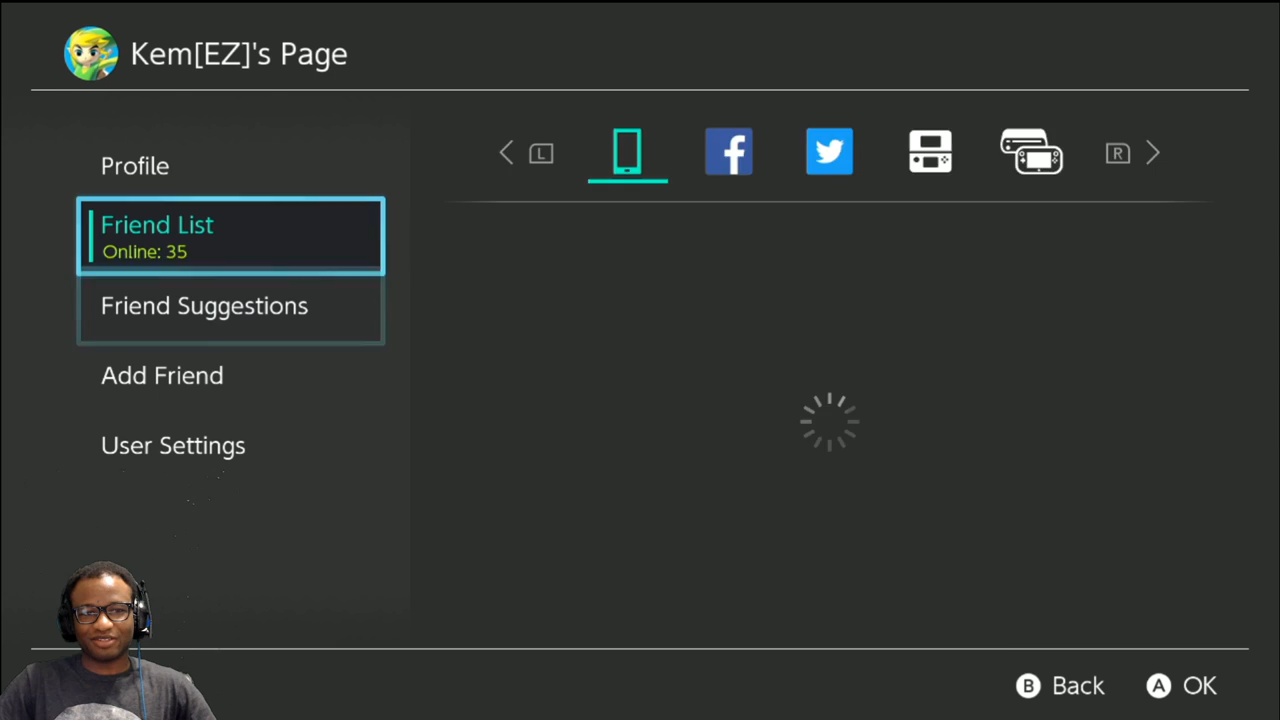 Kem[EZ]'s Page
Profile
Friend List
Online: 35
Friend Suggestions
Add Friend
User Settings
L
f
R
B Back
A OK